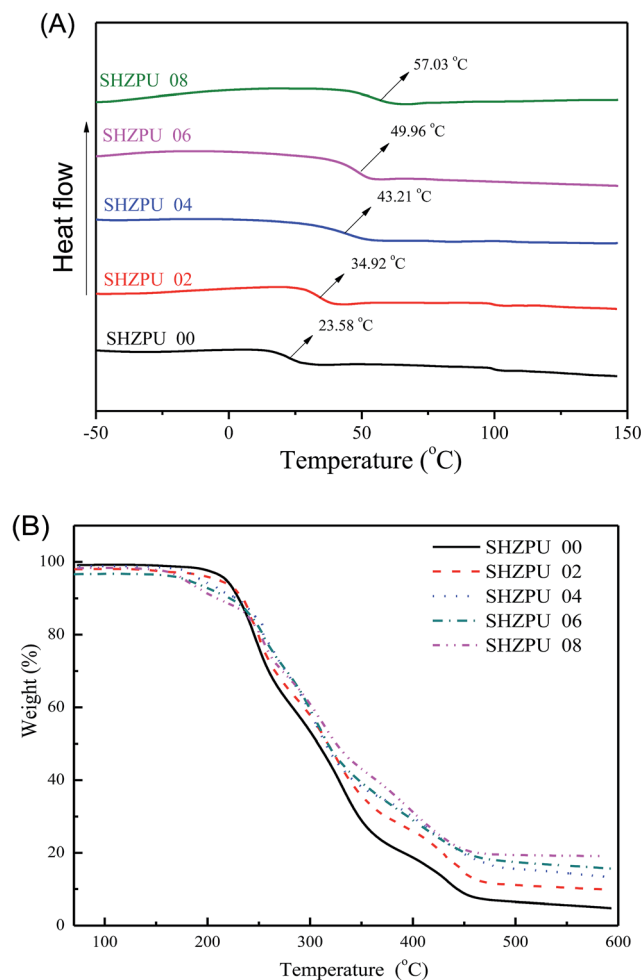 (A)
57.03 °C
SHZPU 08
49.96 °C
SHZPU 06
43.21 °C
SHZPU 04
34.92 °C
SHZPU 02
23.58 °C
SHZPU 00
Heat flow
-50 0 50 100 150
Temperature (°C)
(B)
100
80
60
40
20
0
Weight (%)
SHZPU 00
SHZPU 02
SHZPU 04
SHZPU 06
SHZPU 08
100 200 300 400 500 600
Temperature (°C)